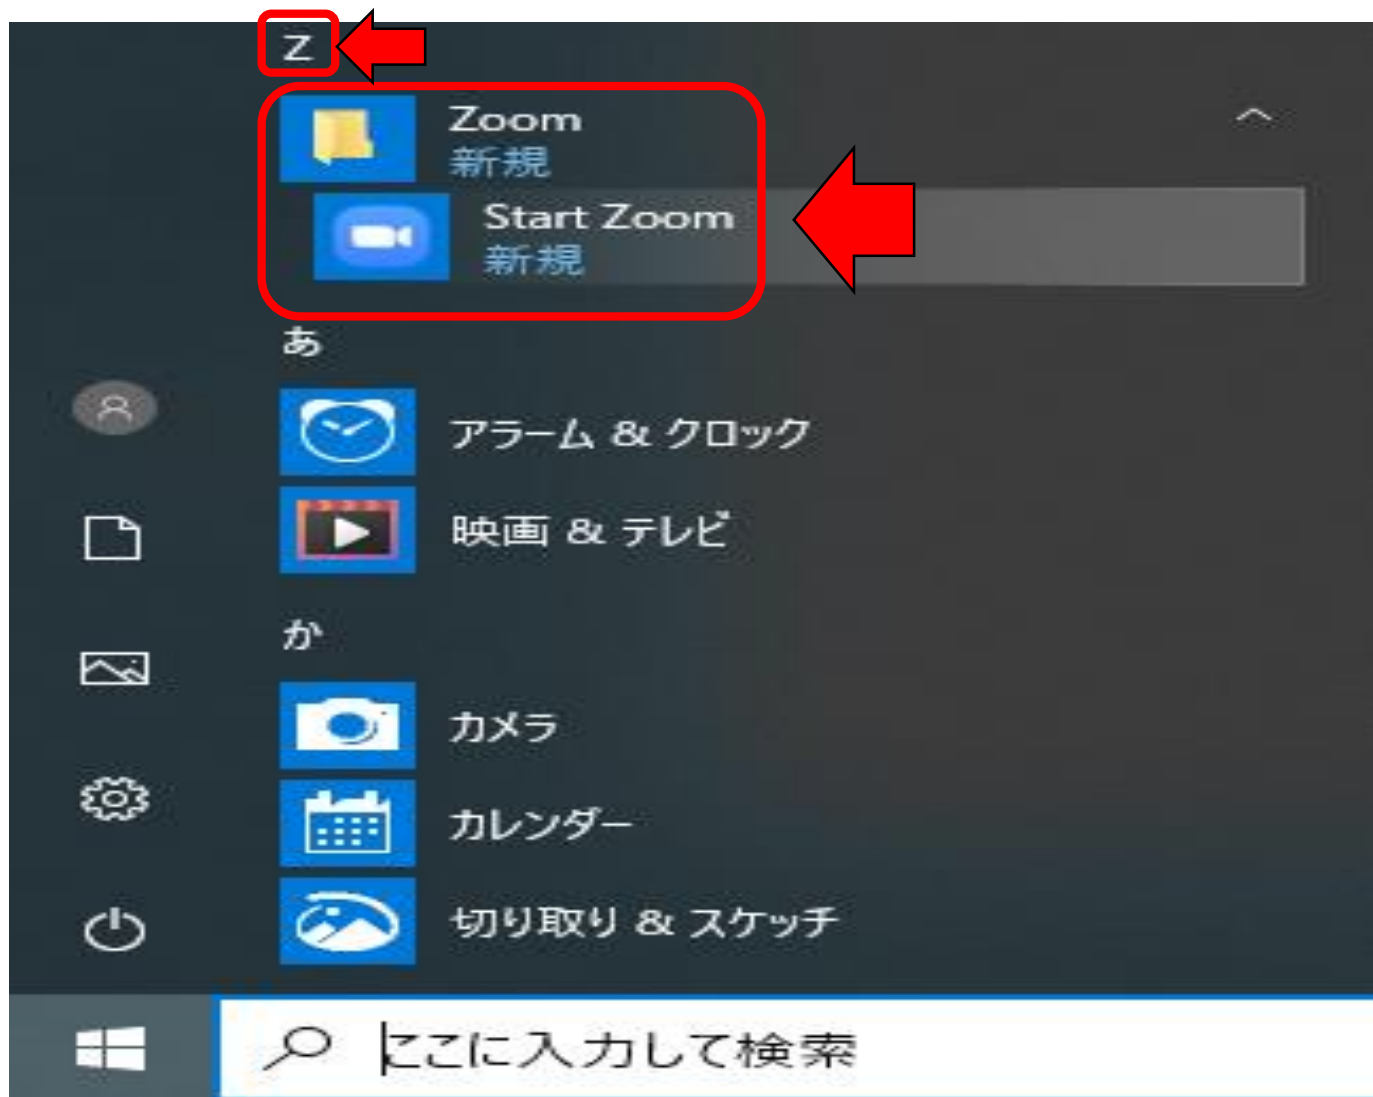 Z
Zoom
新規
Start Zoom
新規
あ
アラーム & クロック
映画 & テレビ
か
カメラ
カレンダー
切り取り & スケッチ
ここに入力して検索